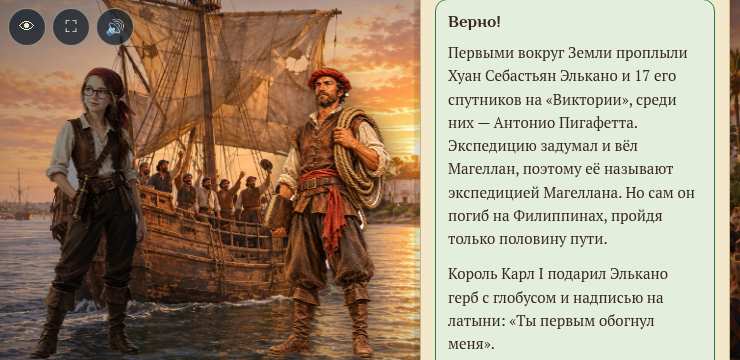 Верно!
Первыми вокруг Земли проплыли
Хуан Себастьян Элькано и 17 его
спутников на «Виктории», среди
них — Антонио Пигафетта.
Экспедицию задумал и вёл
Магеллан, поэтому её называют
экспедицией Магеллана. Но сам он
погиб на Филиппинах, пройдя
только половину пути.
Король Карл I подарил Элькано
герб с глобусом и надписью на
латыни: «Ты первым обогнул
меня».